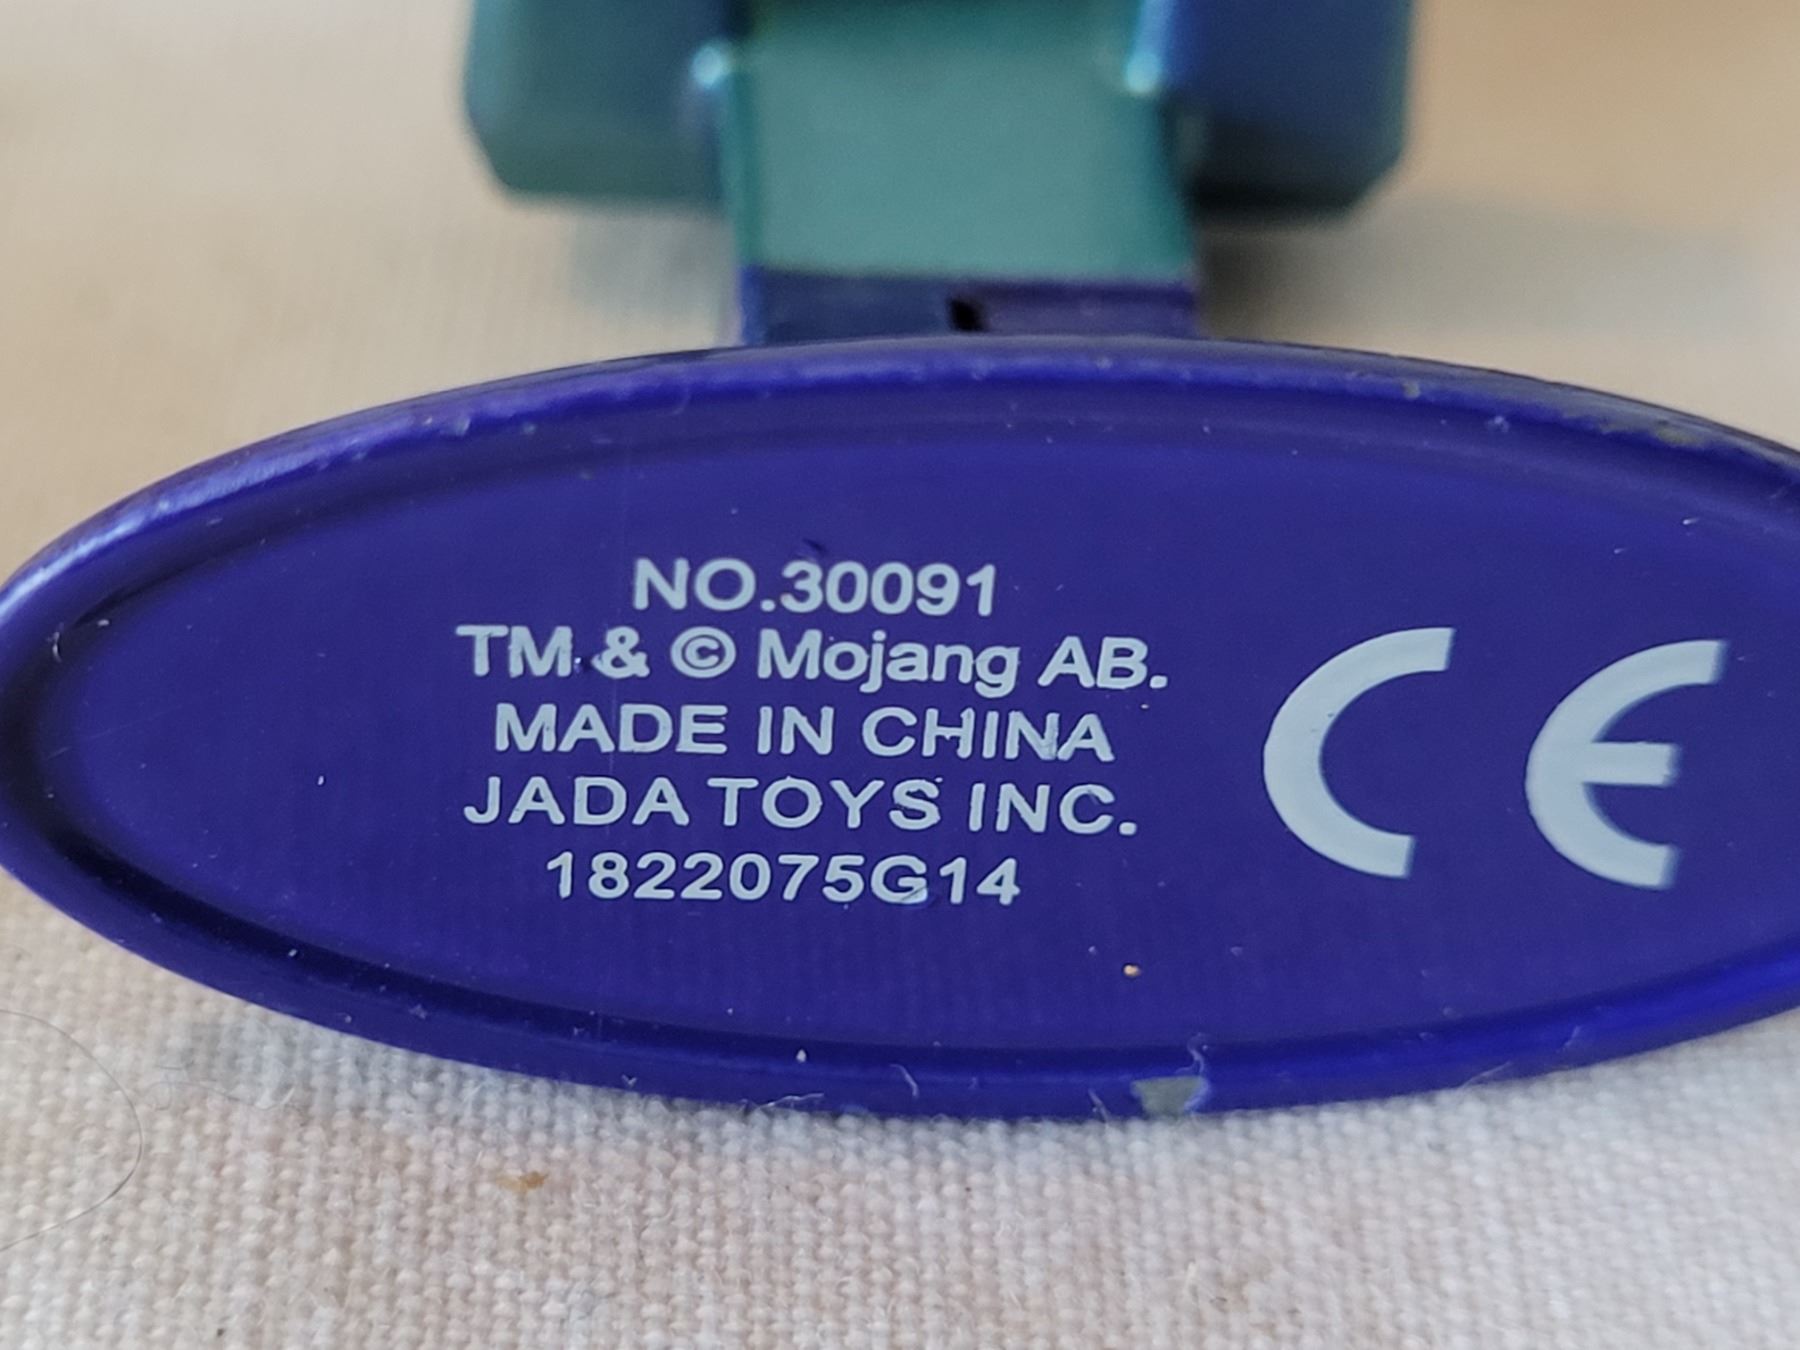 NO.30091
TM & © Mojang AB.
MADE IN CHINA
JADA TOYS INC.
1822075G14
CE